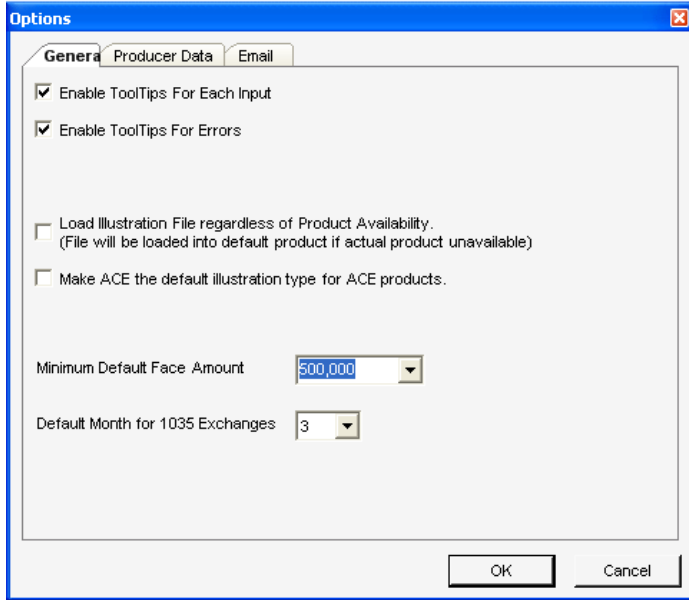 Options
Genera
Producer Data
Email
Enable ToolTips For Each Input
Enable ToolTips For Errors
Load Illustration File regardless of Product Availability.
(File will be loaded into default product if actual product unavailable)
Make ACE the default illustration type for ACE products.
Minimum Default Face Amount
500,000
Default Month for 1035 Exchanges
3
OK
Cancel